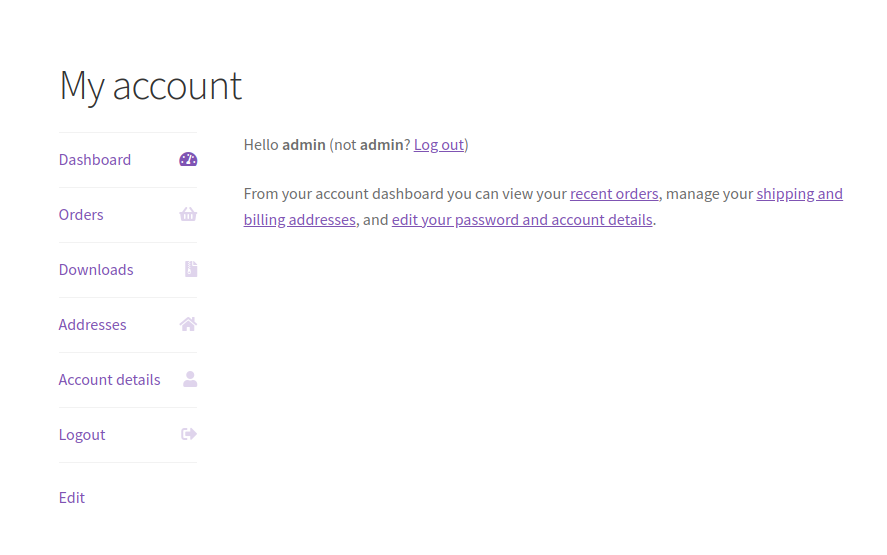 My account
Dashboard
Orders
Downloads
Addresses
Account details
Logout
Hello admin (not admin? Log out)
From your account dashboard you can view your recent orders, manage your shipping and
billing addresses, and edit your password and account details.
Edit